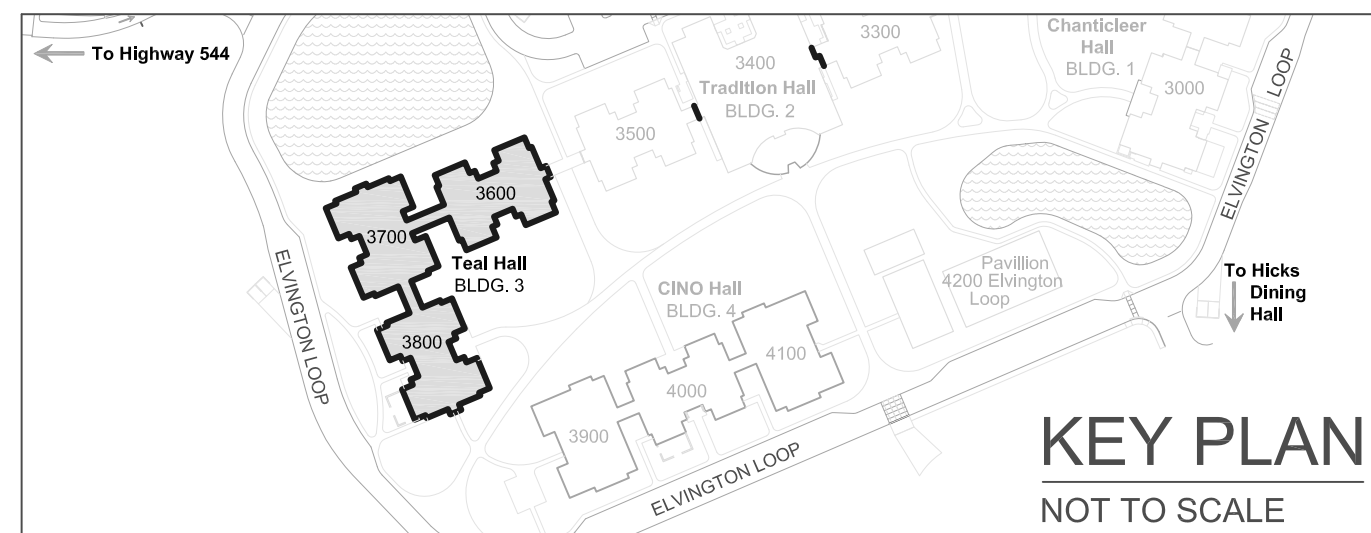 To Highway 544
3400
TradItIon Hall
BLDG. 2
3300
Chanticleer
Hall
BLDG. 1
3000
3500
3600
3700
Teal Hall
BLDG. 3
3800
ELVINGTON LOOP
ELVINGTON LOOP
CINO Hall
BLDG. 4
Pavillion
4200 Elvington
Loop
To Hicks
Dining
Hall
4100
4000
3900
ELVINGTON LOOP
KEY PLAN
NOT TO SCALE